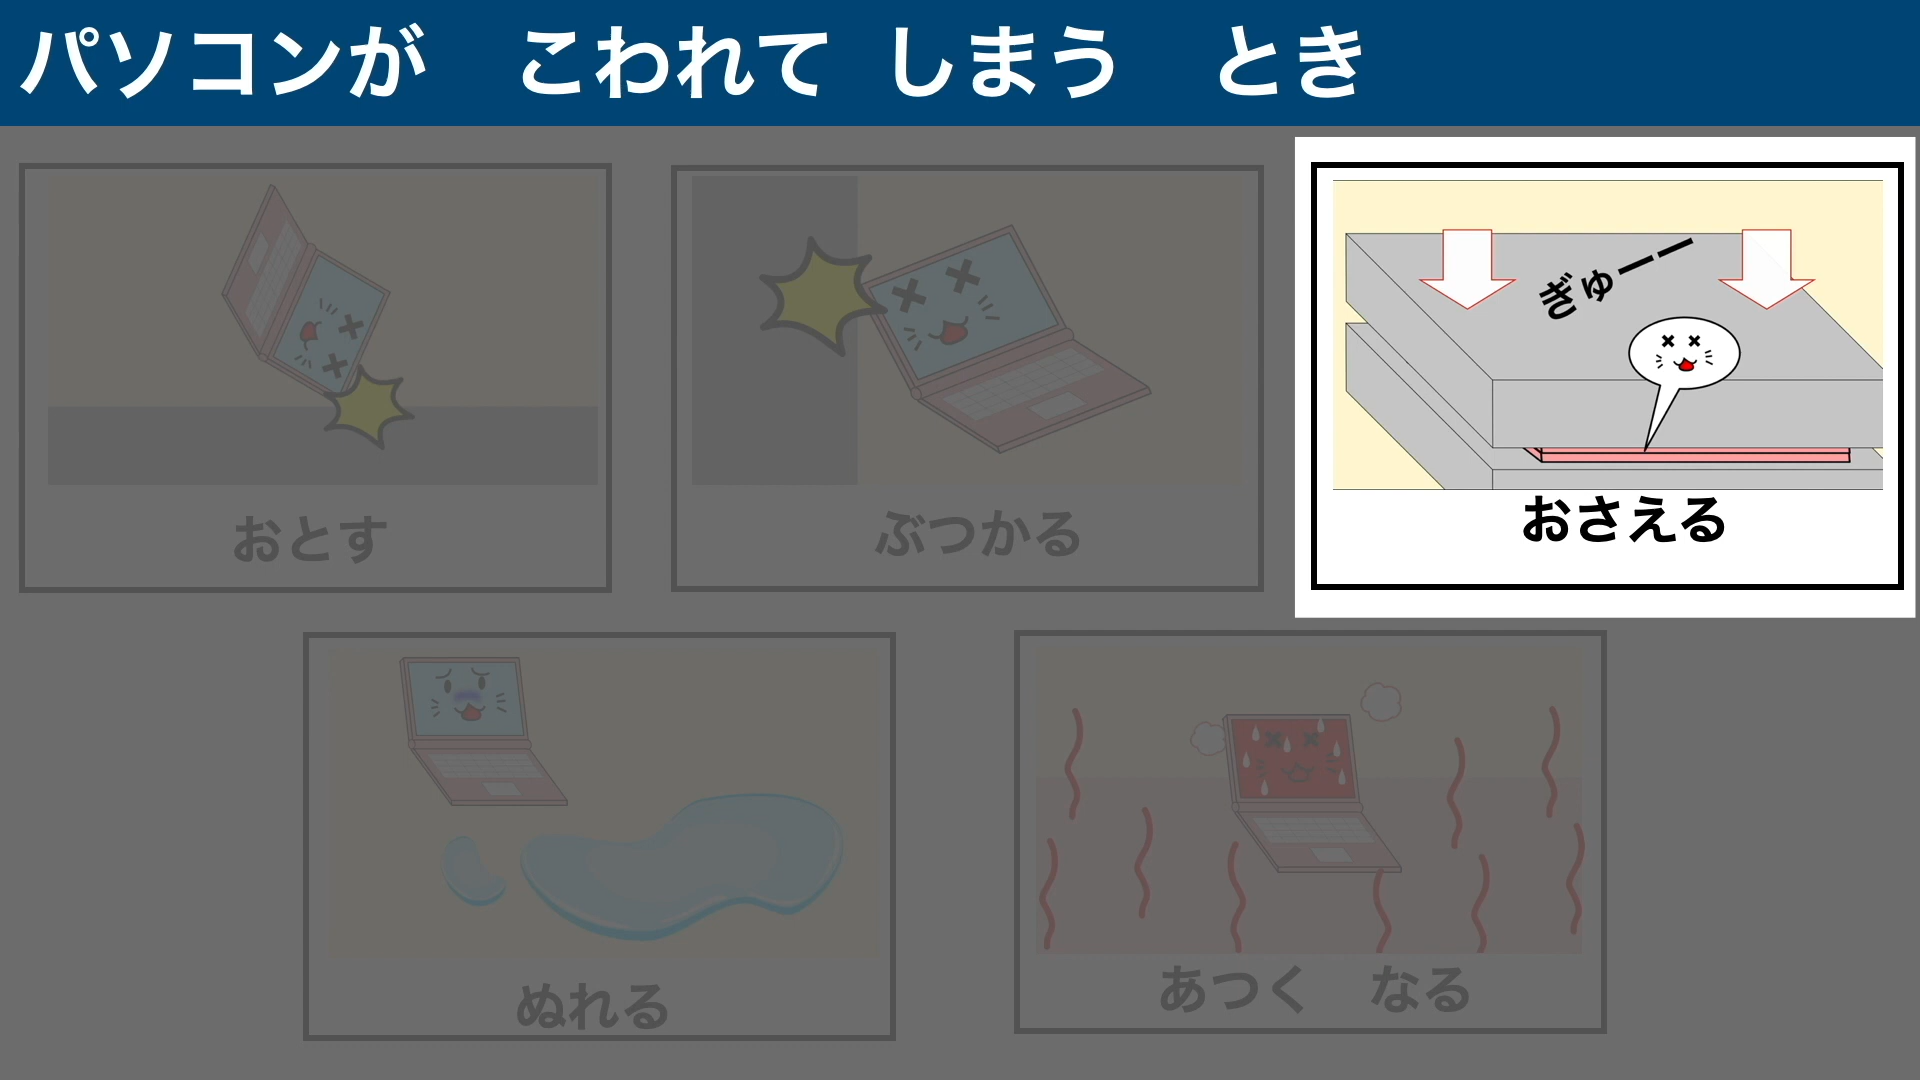 パソコンが　こわれて　しまう　とき
おとす
ぶつかる
ぎゅーー
おさえる
ぬれる
あつく　なる